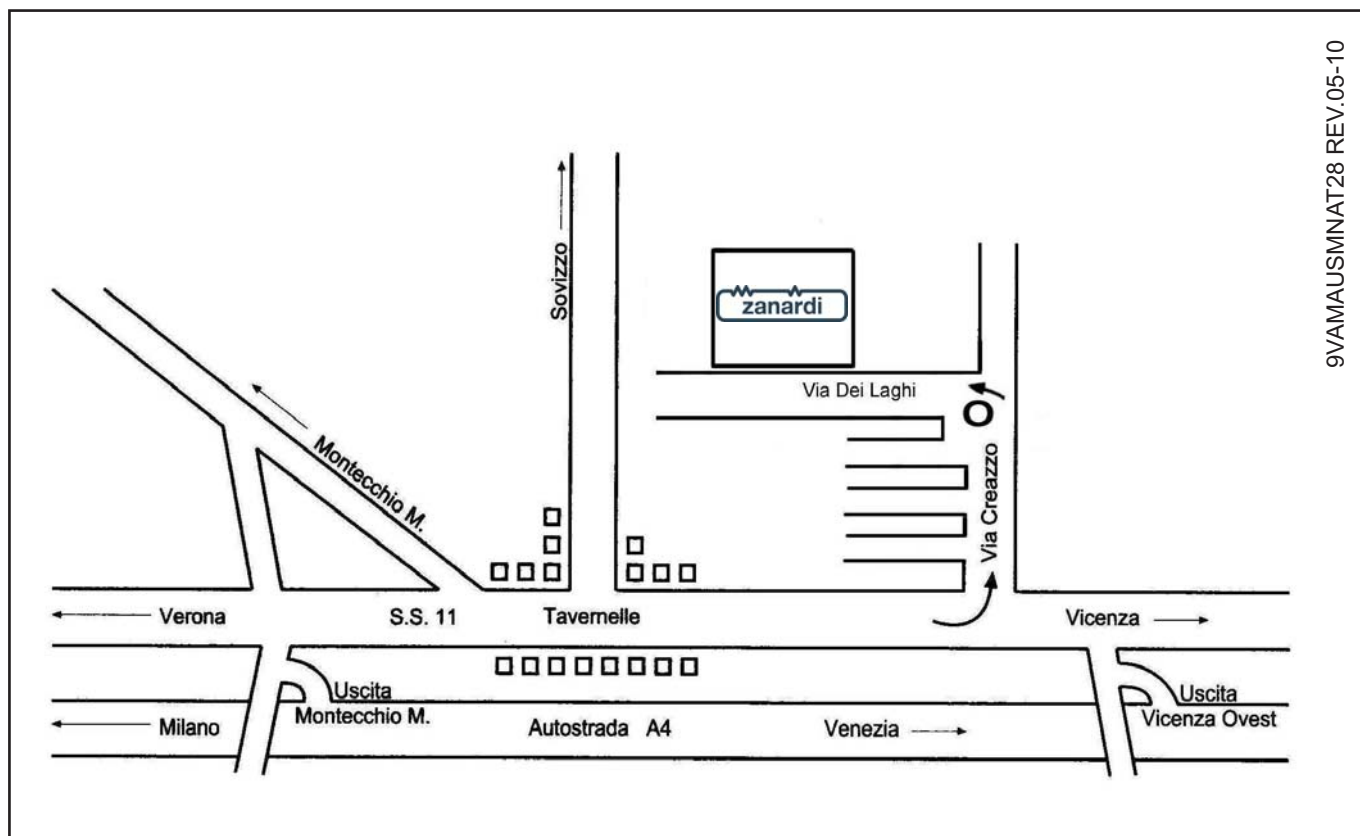 9VAMAUSMNAT28 REV.05-10
Sovizzo
zanardi
Via Dei Laghi
Montecchio M.
Via Creazzo
Verona
S.S. 11
Tavernelle
Vicenza
Uscita
Montecchio M.
Uscita
Vicenza Ovest
Milano
Autostrada A4
Venezia